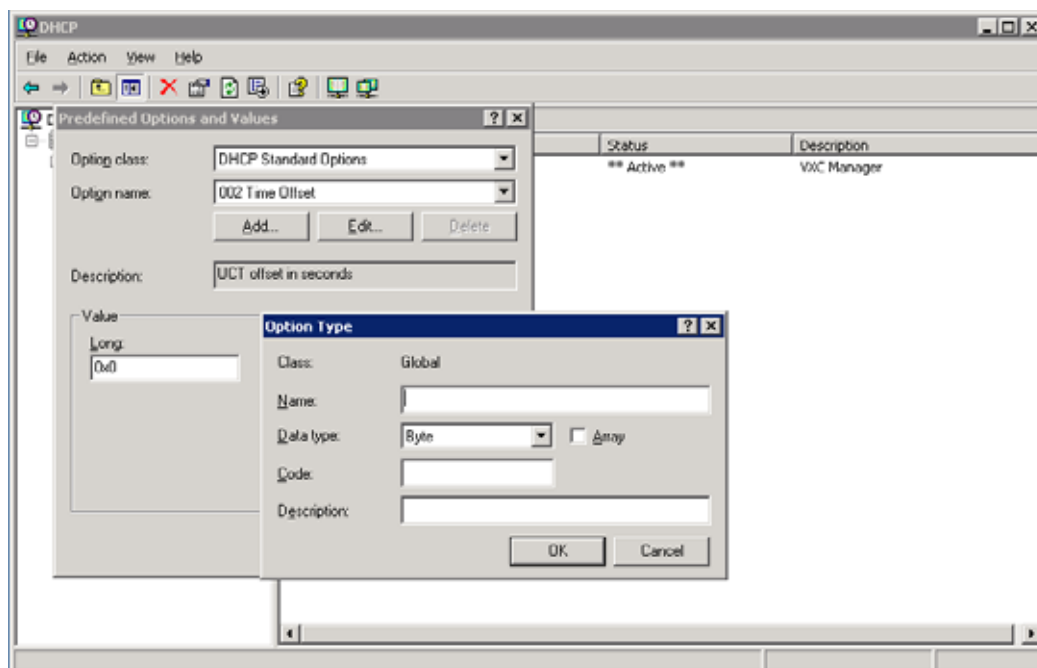 DHCP
File Action View Help
Predefined Options and Values
Option class: DHCP Standard Options
Option name: 002 Time Offset
Add... Edit... Delete
Description: UCT offset in seconds
Value
Long:
0x0
Status Description
** Active ** VXC Manager
Option Type
Class: Global
Name:
Data type: Byte Array
Code:
Description:
OK Cancel